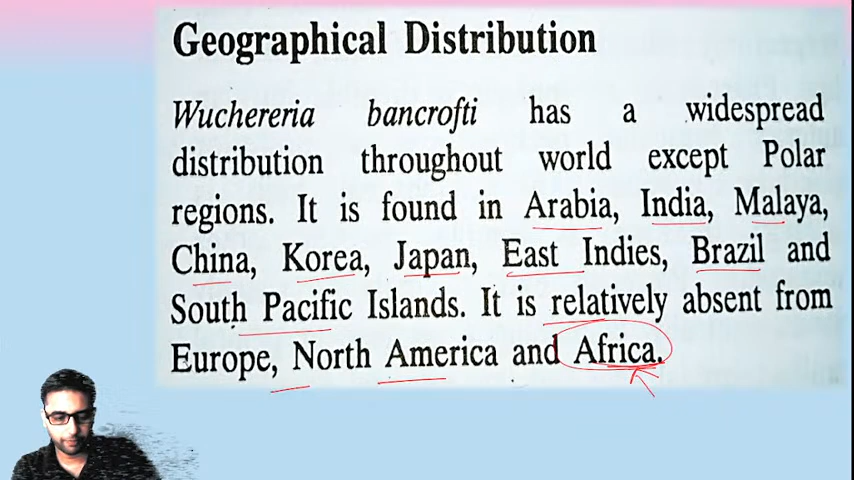 Geographical Distribution
Wuchereria bancrofti has a widespread
distribution throughout world except Polar
regions. It is found in Arabia, India, Malaya,
China, Korea, Japan, East Indies, Brazil and
South Pacific Islands. It is relatively absent from
Europe, North America and Africa.